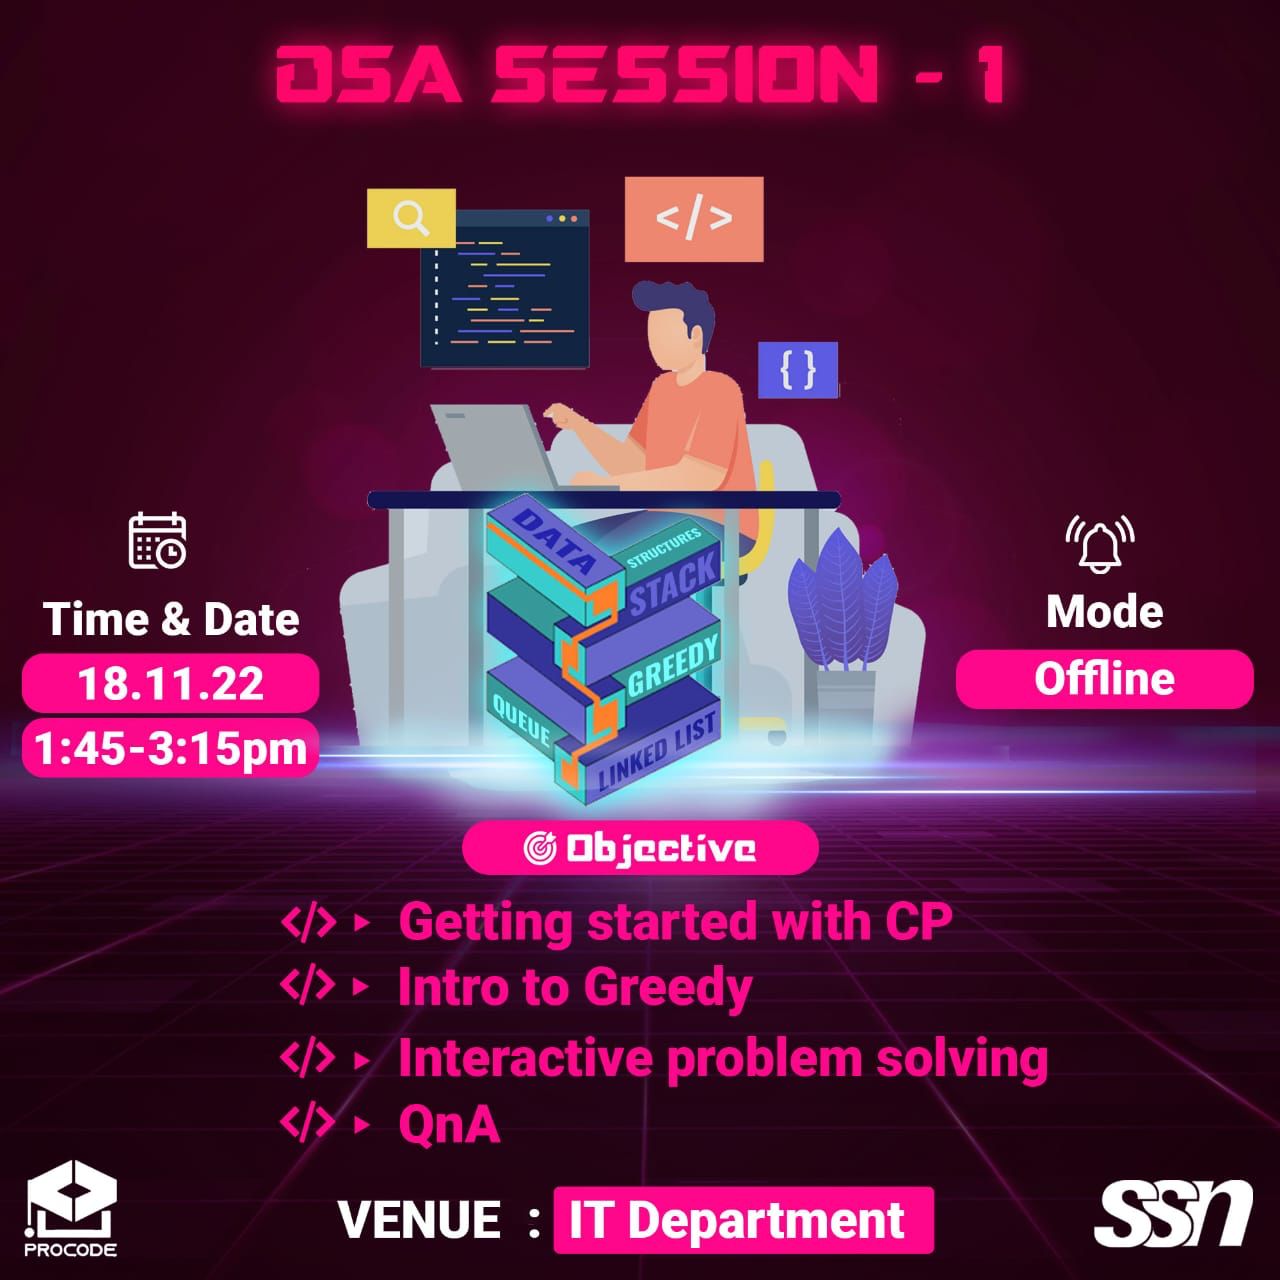 DSA SESSION - 1
</>
{ }
DATA
STRUCTURES
STACK
GREEDY
QUEUE
LINKED LIST
Time & Date
18.11.22
1:45-3:15pm
Mode
Offline
Objective
</> Getting started with CP
</> Intro to Greedy
</> Interactive problem solving
</> QnA
VENUE : IT Department
PROCODE
ssn